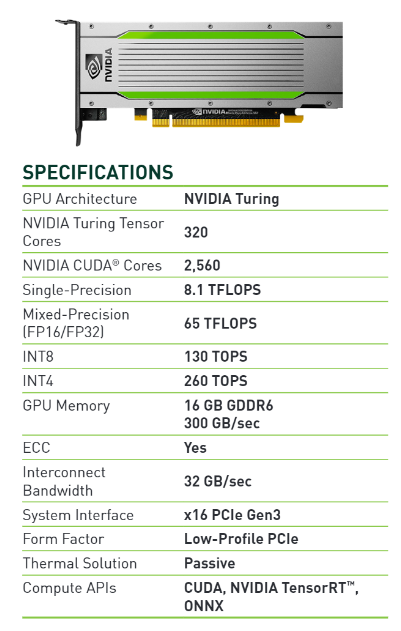 NVIDIA
NVIDIA
SPECIFICATIONS
GPU Architecture NVIDIA Turing
NVIDIA Turing Tensor
Cores 320
NVIDIA CUDA® Cores 2,560
Single-Precision 8.1 TFLOPS
Mixed-Precision
(FP16/FP32) 65 TFLOPS
INT8 130 TOPS
INT4 260 TOPS
GPU Memory 16 GB GDDR6
300 GB/sec
ECC Yes
Interconnect
Bandwidth 32 GB/sec
System Interface x16 PCIe Gen3
Form Factor Low-Profile PCIe
Thermal Solution Passive
Compute APIs CUDA, NVIDIA TensorRT™,
ONNX